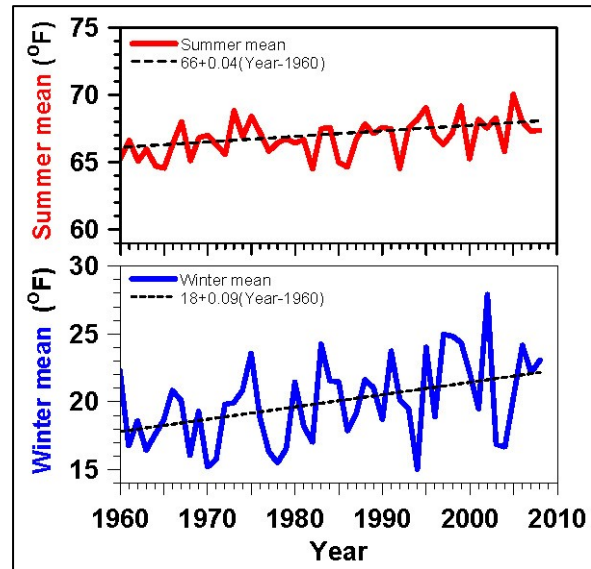 75
70
65
60
Summer mean (°F)
Summer mean
66+0.04(Year-1960)
30
25
20
15
Winter mean (°F)
Winter mean
18+0.09(Year-1960)
1960 1970 1980 1990 2000 2010
Year